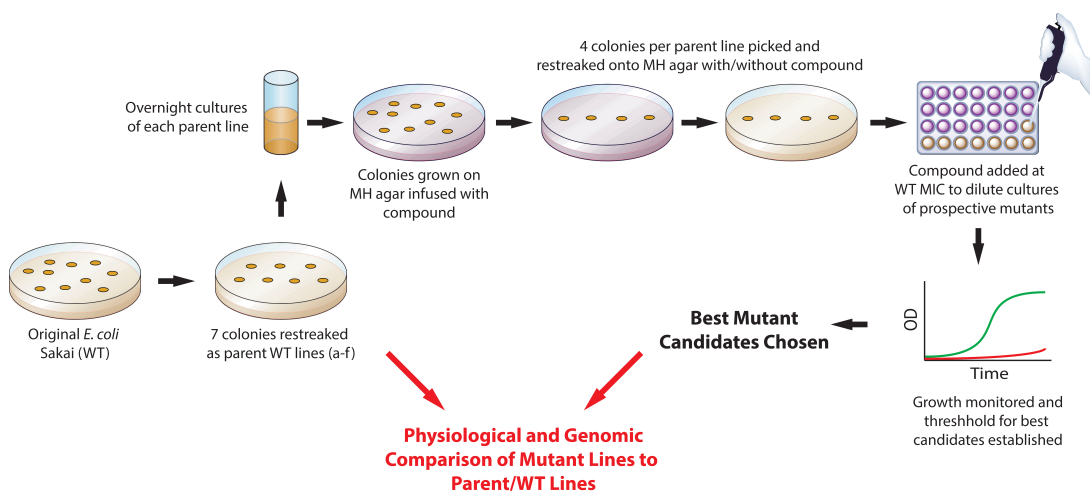 4 colonies per parent line picked and
restreaked onto MH agar with/without compound
Overnight cultures
of each parent line
Colonies grown on
MH agar infused with
compound
Compound added at
WT MIC to dilute cultures
of prospective mutants
Original E. coli
Sakai (WT)
7 colonies restreaked
as parent WT lines (a-f)
Best Mutant
Candidates Chosen
OD
Time
Growth monitored and
threshhold for best
candidates established
Physiological and Genomic
Comparison of Mutant Lines to
Parent/WT Lines